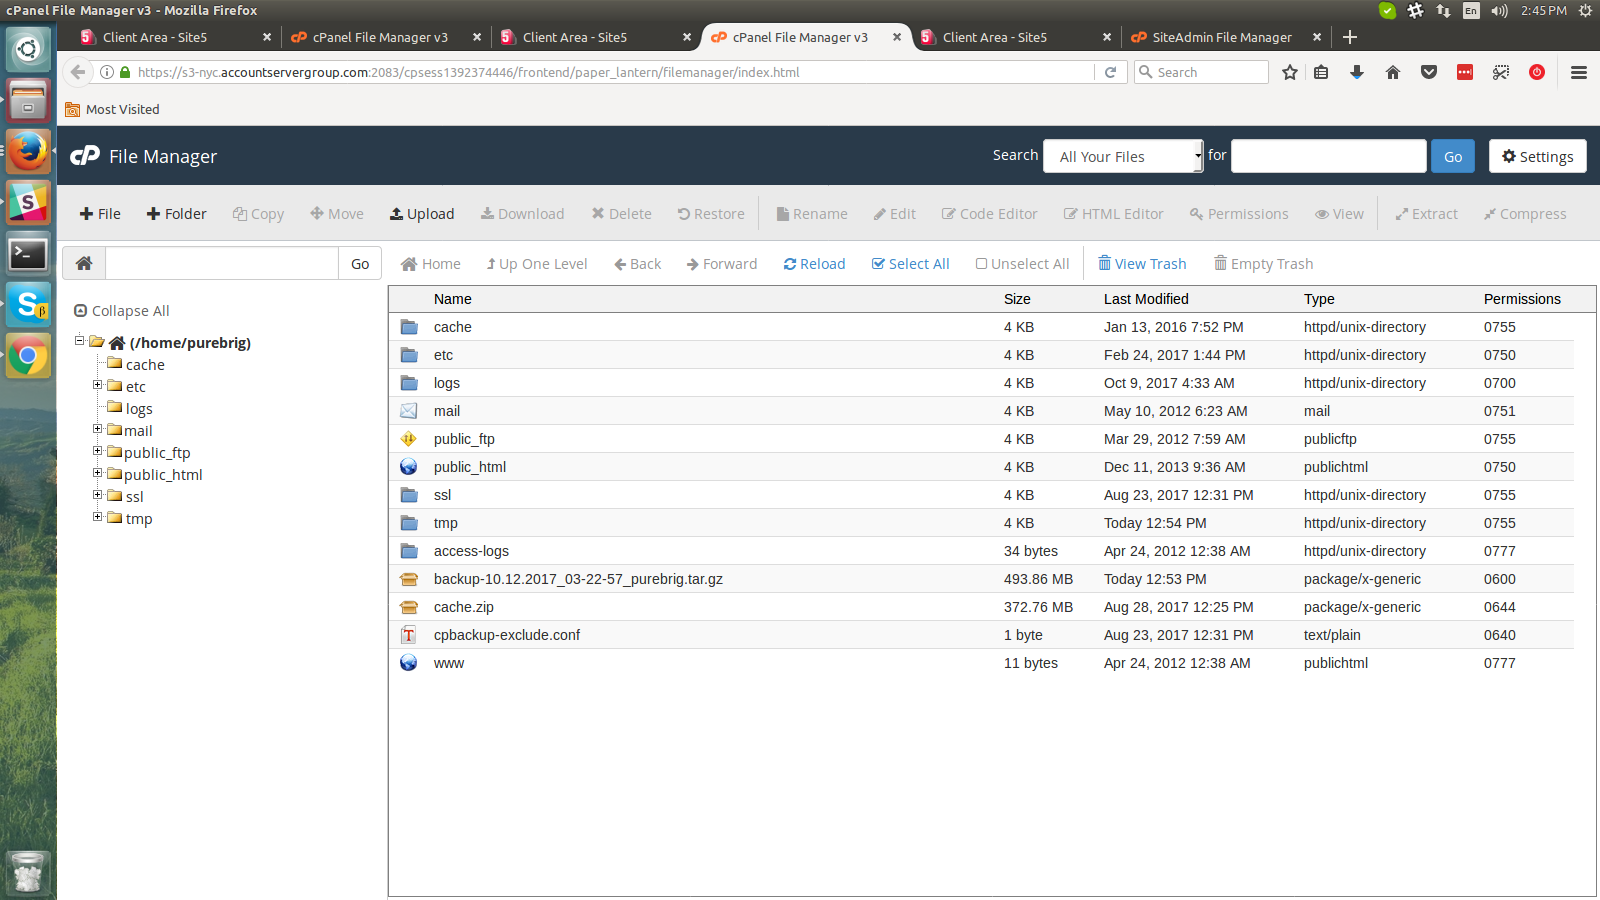 cPanel File Manager v3 - Mozilla Firefox
En 2:45 PM
Client Area - Site5 cPanel File Manager v3 Client Area - Site5 cPanel File Manager v3 Client Area - Site5 SiteAdmin File Manager
https://s3-nyc.accountservergroup.com:2083/cpsess1392374446/frontend/paper_lantern/filemanager/index.html Search
Most Visited
cP File Manager Search All Your Files for Go Settings
File Folder Copy Move Upload Download Delete Restore Rename Edit Code Editor HTML Editor Permissions View Extract Compress
Go Home Up One Level Back Forward Reload Select All Unselect All View Trash Empty Trash
Collapse All
(/home/purebrig)
cache
etc
logs
mail
public_ftp
public_html
ssl
tmp
Name Size Last Modified Type Permissions
cache 4 KB Jan 13, 2016 7:52 PM httpd/unix-directory 0755
etc 4 KB Feb 24, 2017 1:44 PM httpd/unix-directory 0750
logs 4 KB Oct 9, 2017 4:33 AM httpd/unix-directory 0700
mail 4 KB May 10, 2012 6:23 AM mail 0751
public_ftp 4 KB Mar 29, 2012 7:59 AM publicftp 0755
public_html 4 KB Dec 11, 2013 9:36 AM publichtml 0750
ssl 4 KB Aug 23, 2017 12:31 PM httpd/unix-directory 0755
tmp 4 KB Today 12:54 PM httpd/unix-directory 0755
access-logs 34 bytes Apr 24, 2012 12:38 AM httpd/unix-directory 0777
backup-10.12.2017_03-22-57_purebrig.tar.gz 493.86 MB Today 12:53 PM package/x-generic 0600
cache.zip 372.76 MB Aug 28, 2017 12:25 PM package/x-generic 0644
cpbackup-exclude.conf 1 byte Aug 23, 2017 12:31 PM text/plain 0640
www 11 bytes Apr 24, 2012 12:38 AM publichtml 0777